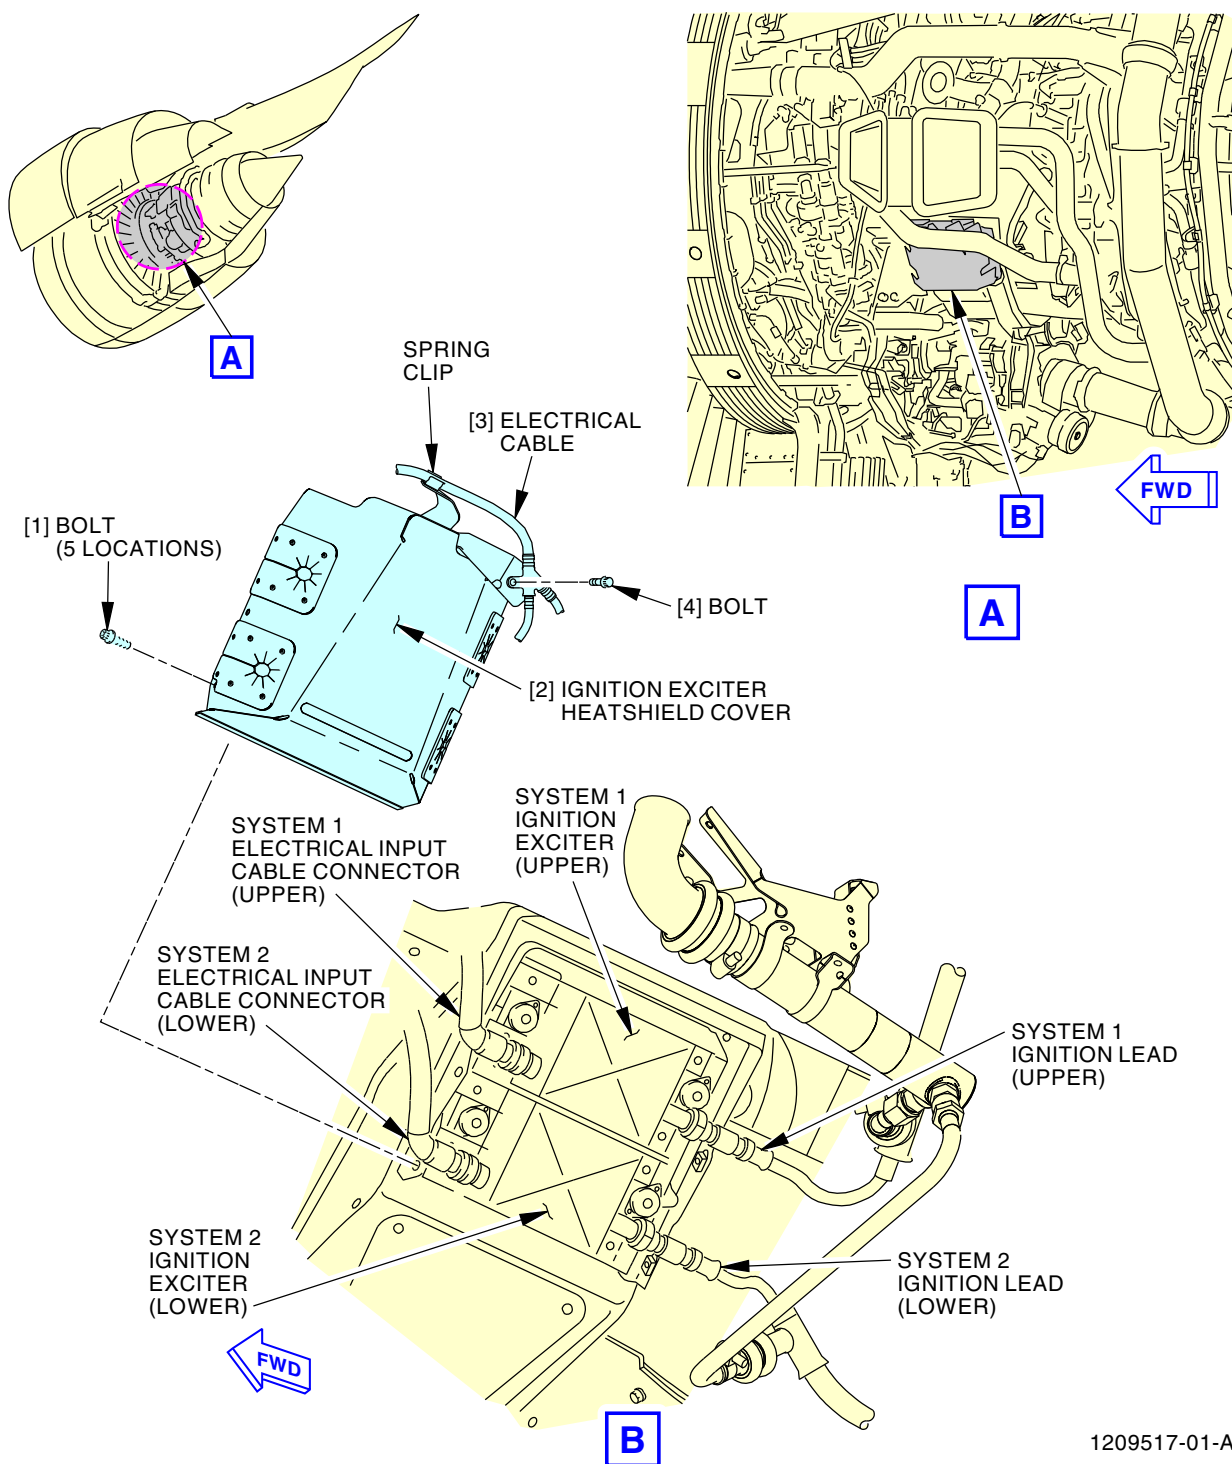 A
SPRING
CLIP
[3] ELECTRICAL
CABLE
[1] BOLT
(5 LOCATIONS)
[4] BOLT
[2] IGNITION EXCITER
HEATSHIELD COVER
B
FWD
A
SYSTEM 1
ELECTRICAL INPUT
CABLE CONNECTOR
(UPPER)
SYSTEM 1
IGNITION
EXCITER
(UPPER)
SYSTEM 2
ELECTRICAL INPUT
CABLE CONNECTOR
(LOWER)
SYSTEM 1
IGNITION LEAD
(UPPER)
SYSTEM 2
IGNITION
EXCITER
(LOWER)
SYSTEM 2
IGNITION LEAD
(LOWER)
FWD
B
1209517-01-A